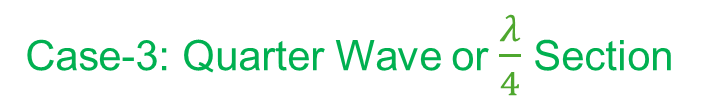 Case-3: Quarter Wave or λ/4 Section